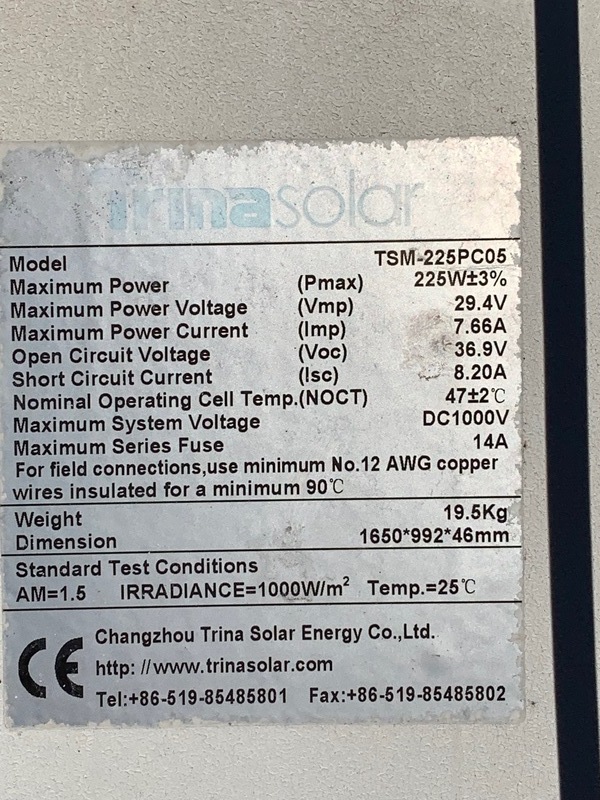 Trinasolar
Model TSM-225PC05
Maximum Power (Pmax) 225W±3%
Maximum Power Voltage (Vmp) 29.4V
Maximum Power Current (Imp) 7.66A
Open Circuit Voltage (Voc) 36.9V
Short Circuit Current (Isc) 8.20A
Nominal Operating Cell Temp.(NOCT) 47±2℃
Maximum System Voltage DC1000V
Maximum Series Fuse 14A
For field connections,use minimum No.12 AWG copper
wires insulated for a minimum 90℃
Weight 19.5Kg
Dimension 1650*992*46mm
Standard Test Conditions
AM=1.5 IRRADIANCE=1000W/m² Temp.=25℃
CE
Changzhou Trina Solar Energy Co.,Ltd.
http: //www.trinasolar.com
Tel:+86-519-85485801 Fax:+86-519-85485802